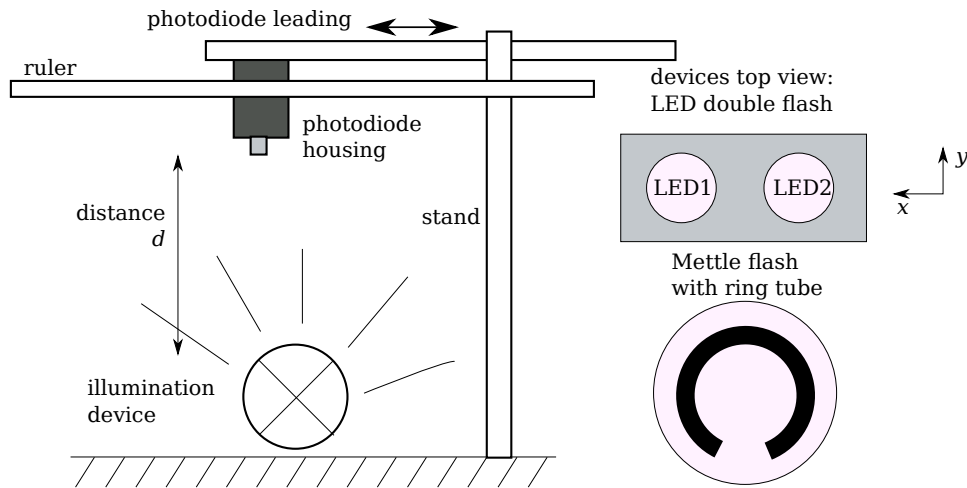 photodiode leading
ruler
photodiode
housing
distance
d
stand
illumination
device
devices top view:
LED double flash
LED1
LED2
y
x
Mettle flash
with ring tube